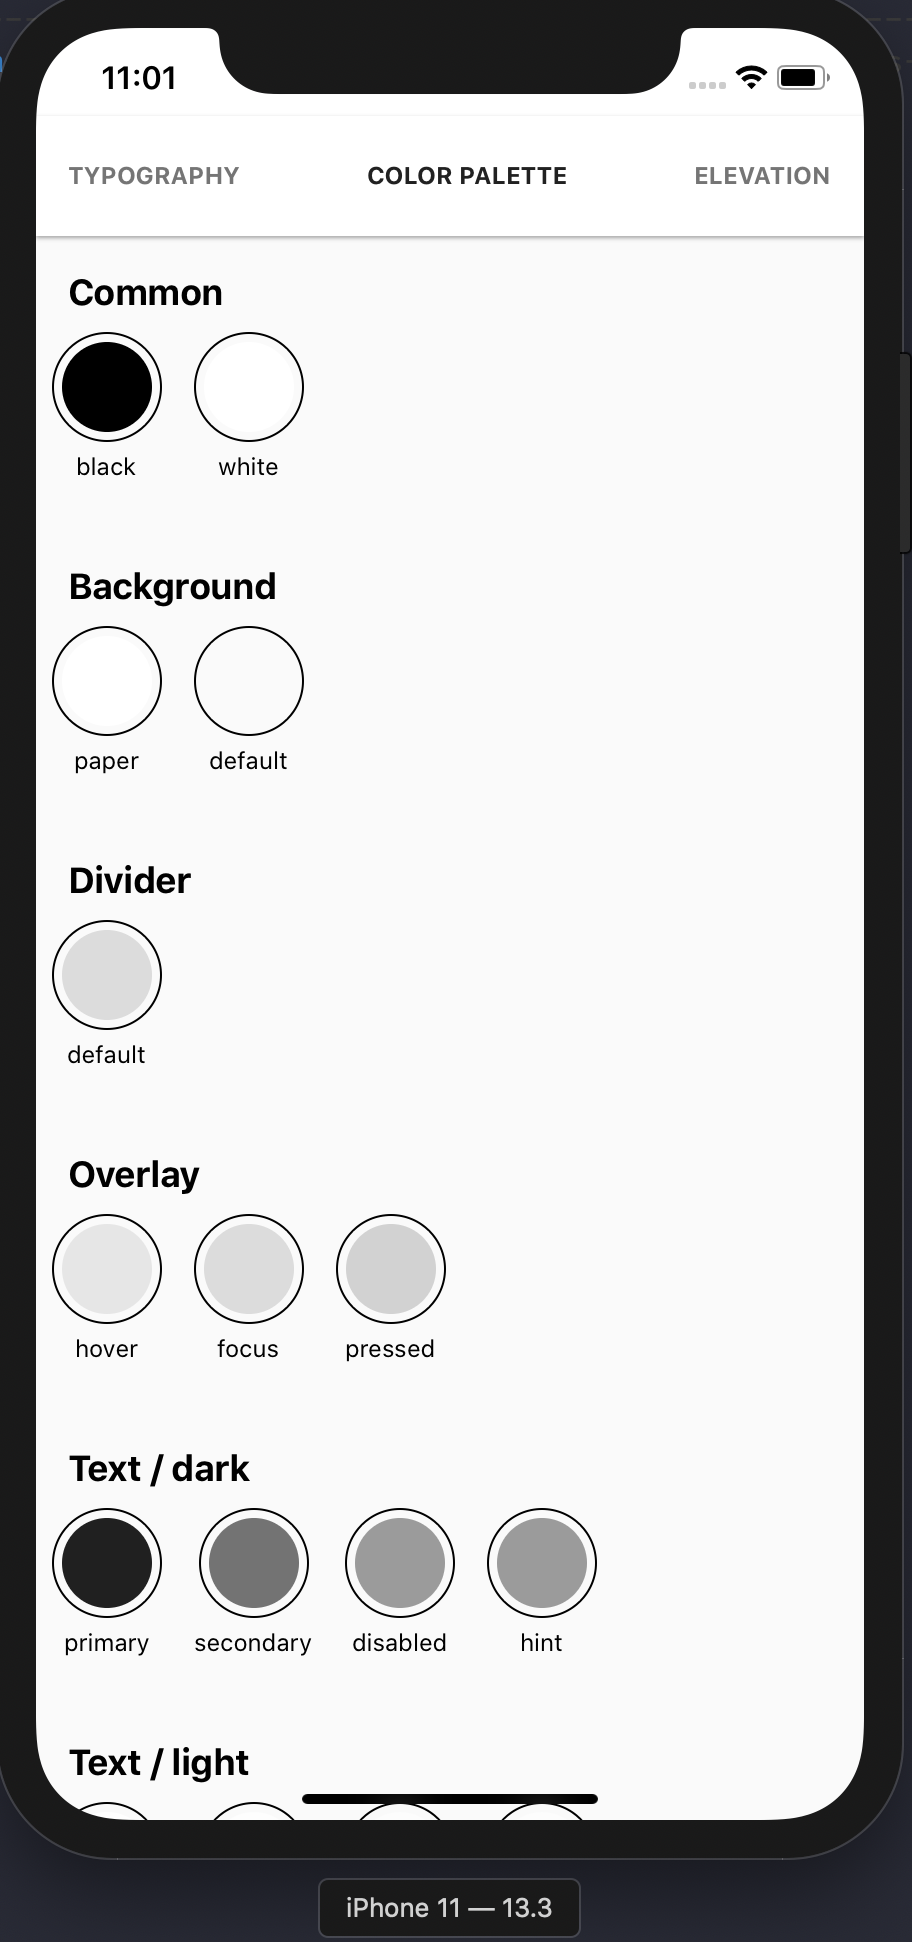 11:01
TYPOGRAPHY COLOR PALETTE ELEVATION
Common
black white
Background
paper default
Divider
default
Overlay
hover focus pressed
Text / dark
primary secondary disabled hint
Text / light
iPhone 11 — 13.3